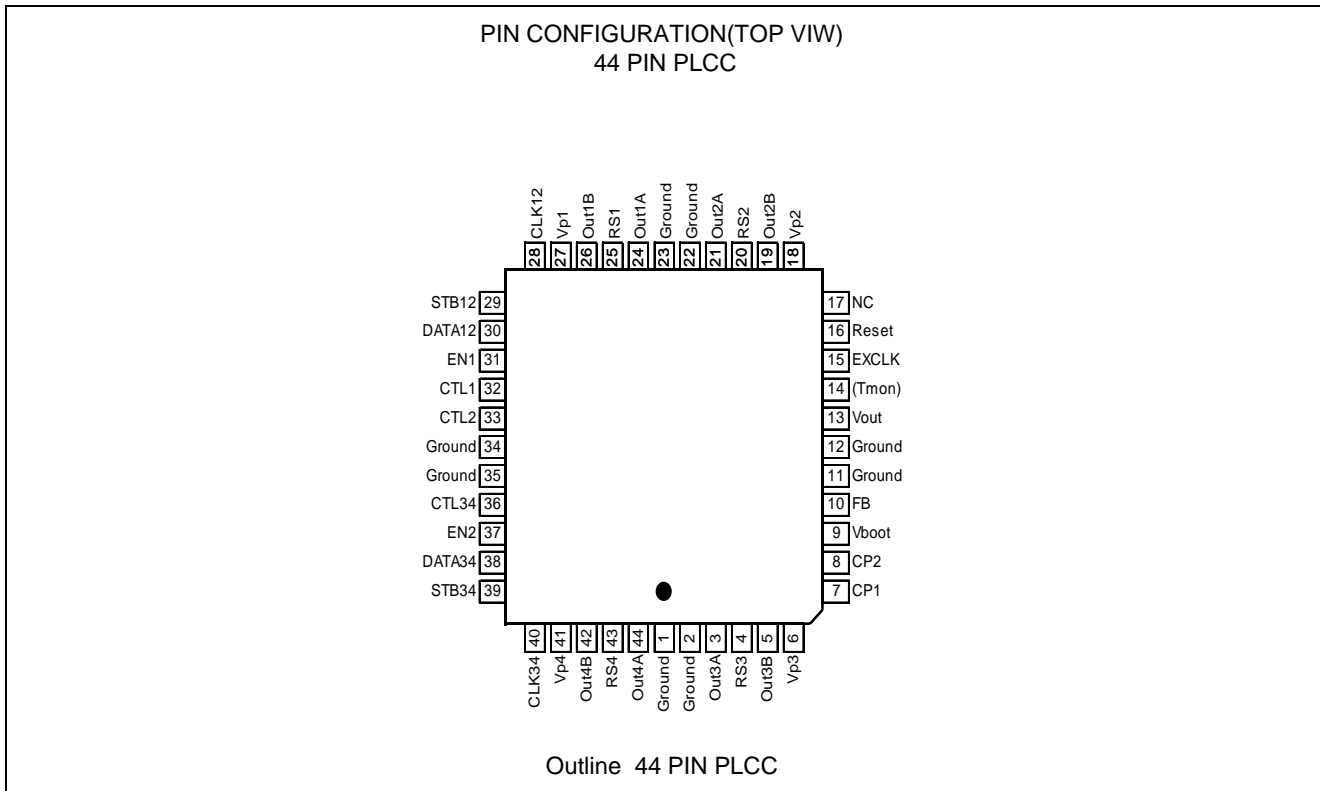 PIN CONFIGURATION(TOP VIW)
44 PIN PLCC
CLK12
Vp1
Out1B
RS1
Out1A
Ground
Ground
Out2A
RS2
Out2B
Vp2
28
27
26
25
24
23
22
21
20
19
18
STB12 29
DATA12 30
EN1 31
CTL1 32
CTL2 33
Ground 34
Ground 35
CTL34 36
EN2 37
DATA34 38
STB34 39
17 NC
16 Reset
15 EXCLK
14 (Tmon)
13 Vout
12 Ground
11 Ground
10 FB
9 Vboot
8 CP2
7 CP1
40
41
42
43
44
1
2
3
4
5
6
CLK34
Vp4
Out4B
RS4
Out4A
Ground
Ground
Out3A
RS3
Out3B
Vp3
Outline 44 PIN PLCC